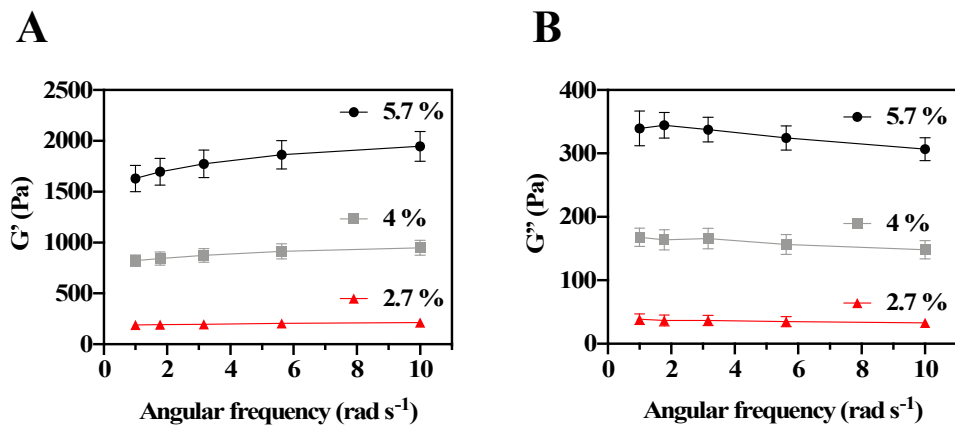 A
B
2500
2000
1500
1000
500
0
G’ (Pa)
5.7 %
4 %
2.7 %
0 2 4 6 8 10
Angular frequency (rad s⁻¹)
400
300
200
100
0
G’’ (Pa)
5.7 %
4 %
2.7 %
0 2 4 6 8 10
Angular frequency (rad s⁻¹)